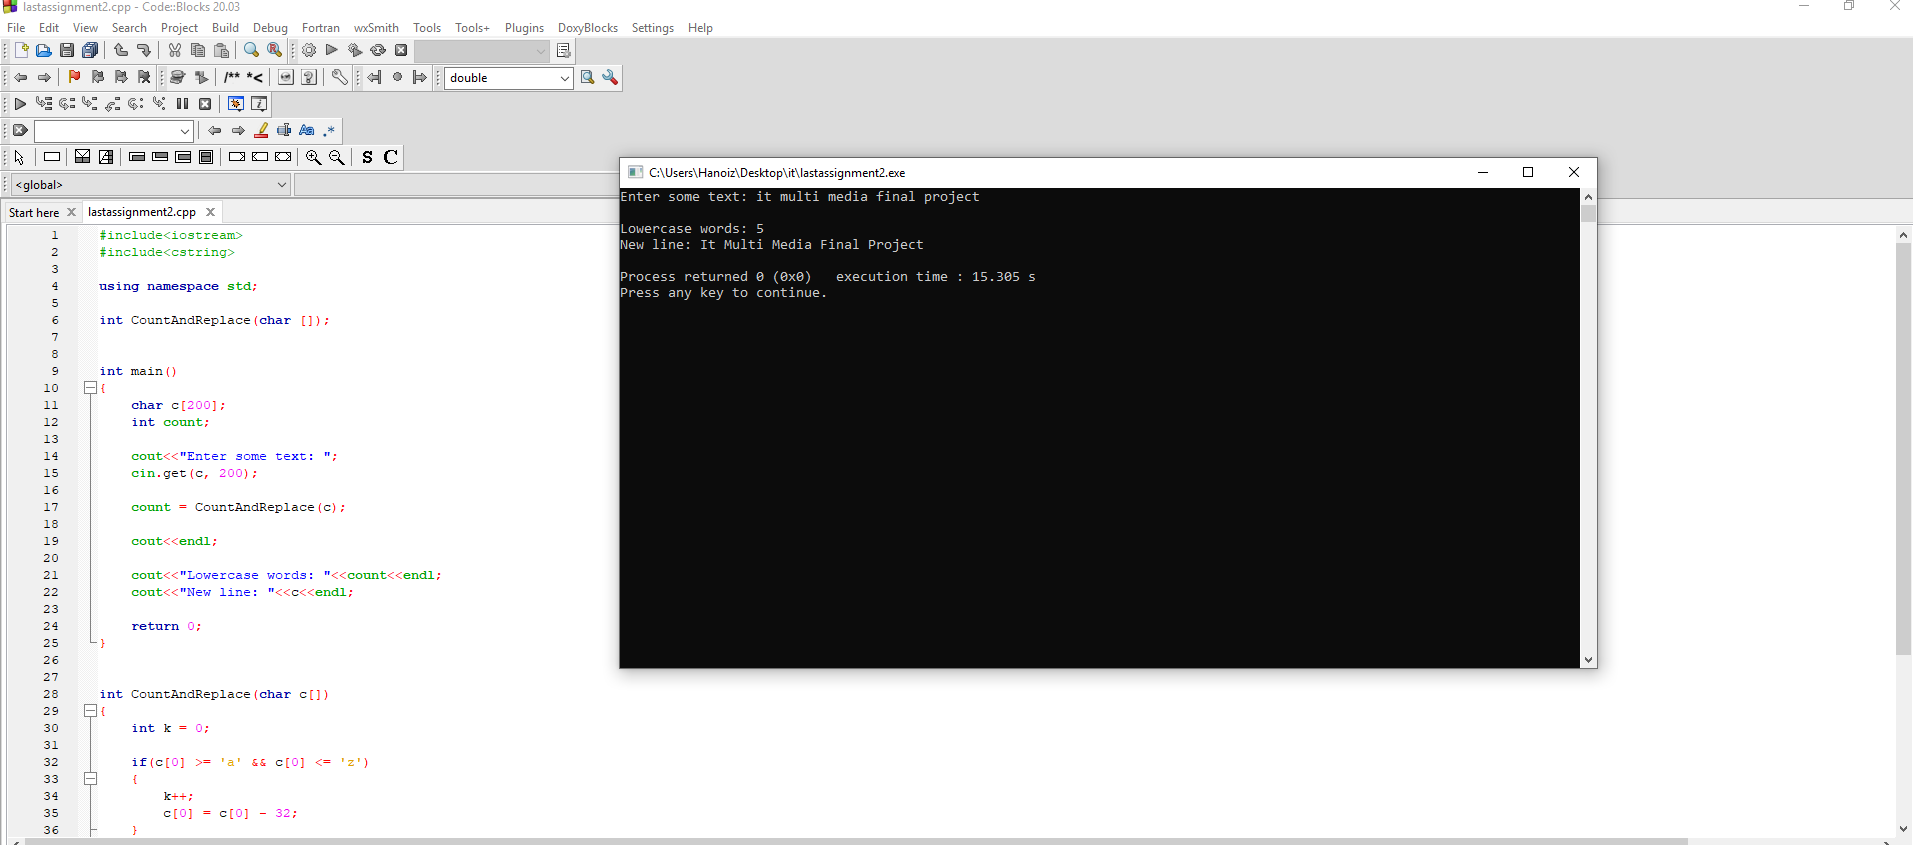 lastassignment2.cpp - Code::Blocks 20.03
File Edit View Search Project Build Debug Fortran wxSmith Tools Tools+ Plugins DoxyBlocks Settings Help
/** *< double
Aa .*
S C
<global>
Start here lastassignment2.cpp
1 #include<iostream>
2 #include<cstring>
3
4 using namespace std;
5
6 int CountAndReplace(char []);
7
8
9 int main()
10 {
11 char c[200];
12 int count;
13
14 cout<<"Enter some text: ";
15 cin.get(c, 200);
16
17 count = CountAndReplace(c);
18
19 cout<<endl;
20
21 cout<<"Lowercase words: "<<count<<endl;
22 cout<<"New line: "<<c<<endl;
23
24 return 0;
25 }
26
27
28 int CountAndReplace(char c[])
29 {
30 int k = 0;
31
32 if(c[0] >= 'a' && c[0] <= 'z')
33 {
34 k++;
35 c[0] = c[0] - 32;
36 }
C:\Users\Hanoiz\Desktop\it\lastassignment2.exe
Enter some text: it multi media final project
Lowercase words: 5
New line: It Multi Media Final Project
Process returned 0 (0x0) execution time : 15.305 s
Press any key to continue.